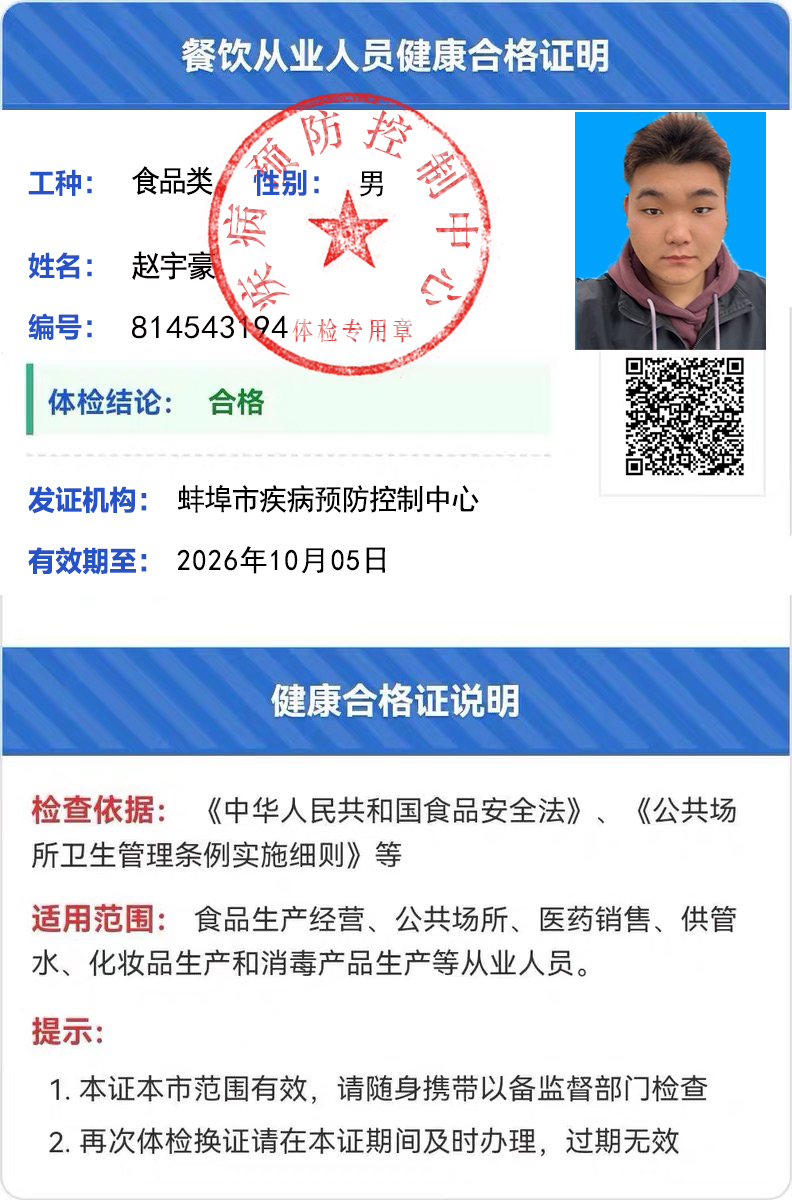 餐饮从业人员健康合格证明
工种： 食品类 性别： 男
姓名： 赵宇豪
编号： 814543194
疾病预防控制中心
体检专用章
体检结论： 合格
发证机构： 蚌埠市疾病预防控制中心
有效期至： 2026年10月05日
健康合格证说明
检查依据： 《中华人民共和国食品安全法》、《公共场
所卫生管理条例实施细则》等
适用范围： 食品生产经营、公共场所、医药销售、供管
水、化妆品生产和消毒产品生产等从业人员。
提示：
1. 本证本市范围有效，请随身携带以备监督部门检查
2. 再次体检换证请在本证期间及时办理，过期无效